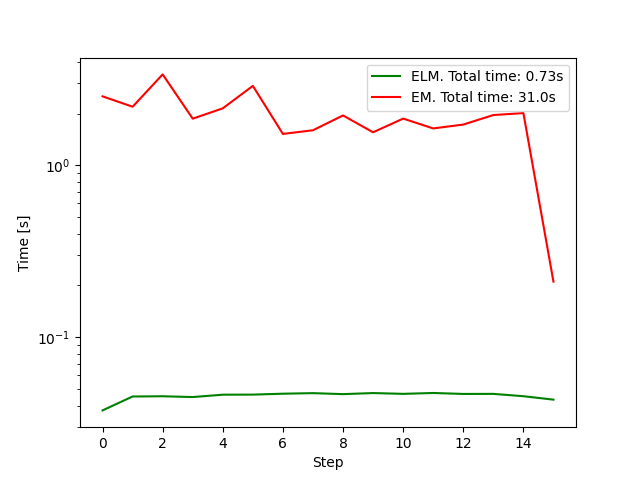 ELM. Total time: 0.73s
EM. Total time: 31.0s
10⁰
10⁻¹
Time [s]
0 2 4 6 8 10 12 14
Step